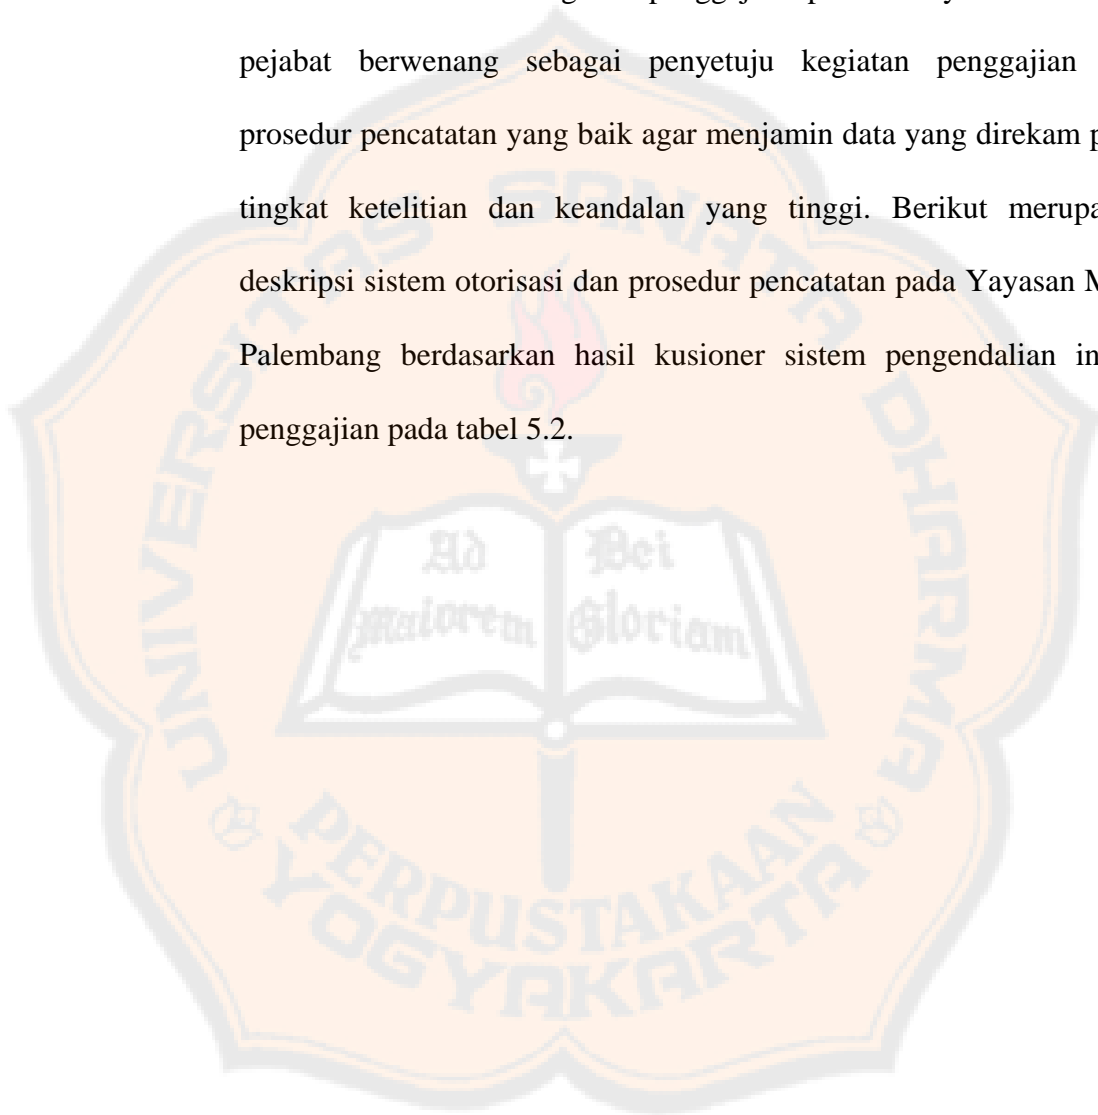 pejabat berwenang sebagai penyetuju kegiatan penggajian
prosedur pencatatan yang baik agar menjamin data yang direkam
tingkat ketelitian dan keandalan yang tinggi. Berikut
deskripsi sistem otorisasi dan prosedur pencatatan pada Yayasan
Palembang berdasarkan hasil kusioner sistem pengendalian
penggajian pada tabel 5.2.
UNIVERSITAS SANATA DHARMA
Ad Dei
Maiorem Gloriam
PERPUSTAKAAN
YOGYAKARTA